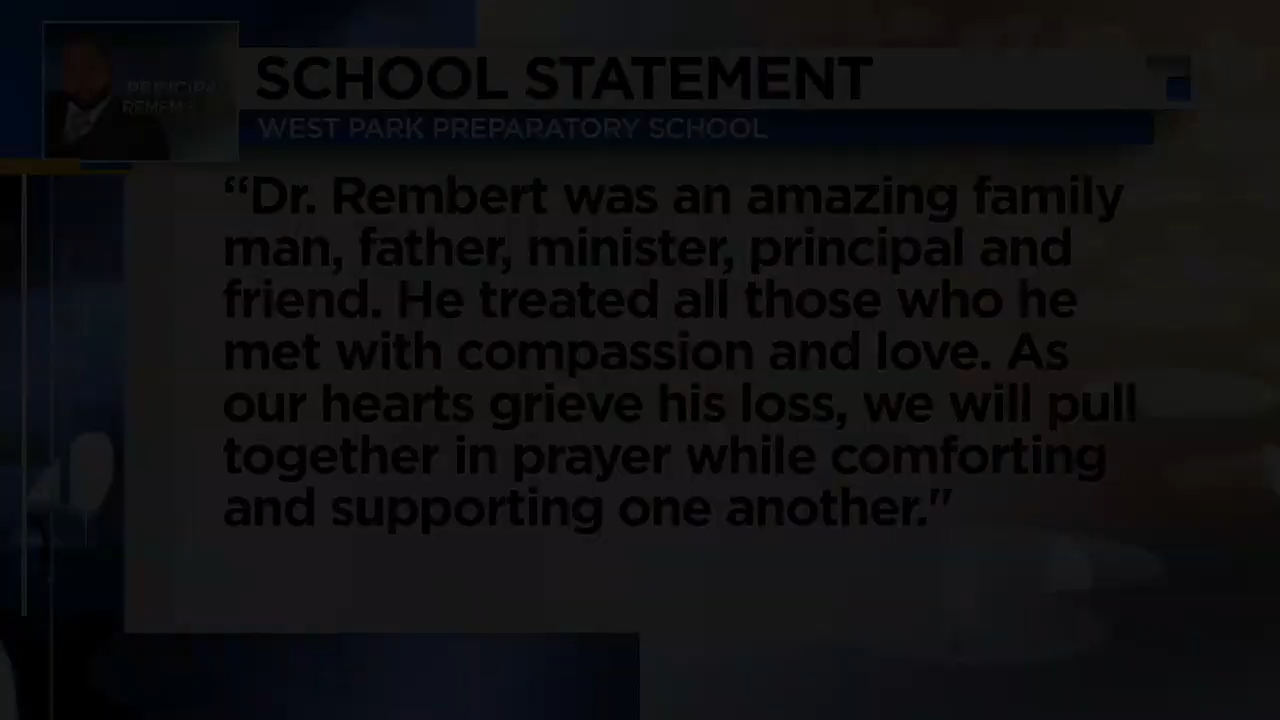 PRINCIPAL
SCHOOL STATEMENT
WEST PARK PREPARATORY SCHOOL
“Dr. Rembert was an amazing family
man, father, minister, principal and
friend. He treated all those who he
met with compassion and love. As
our hearts grieve his loss, we will pull
together in prayer while comforting
and supporting one another."